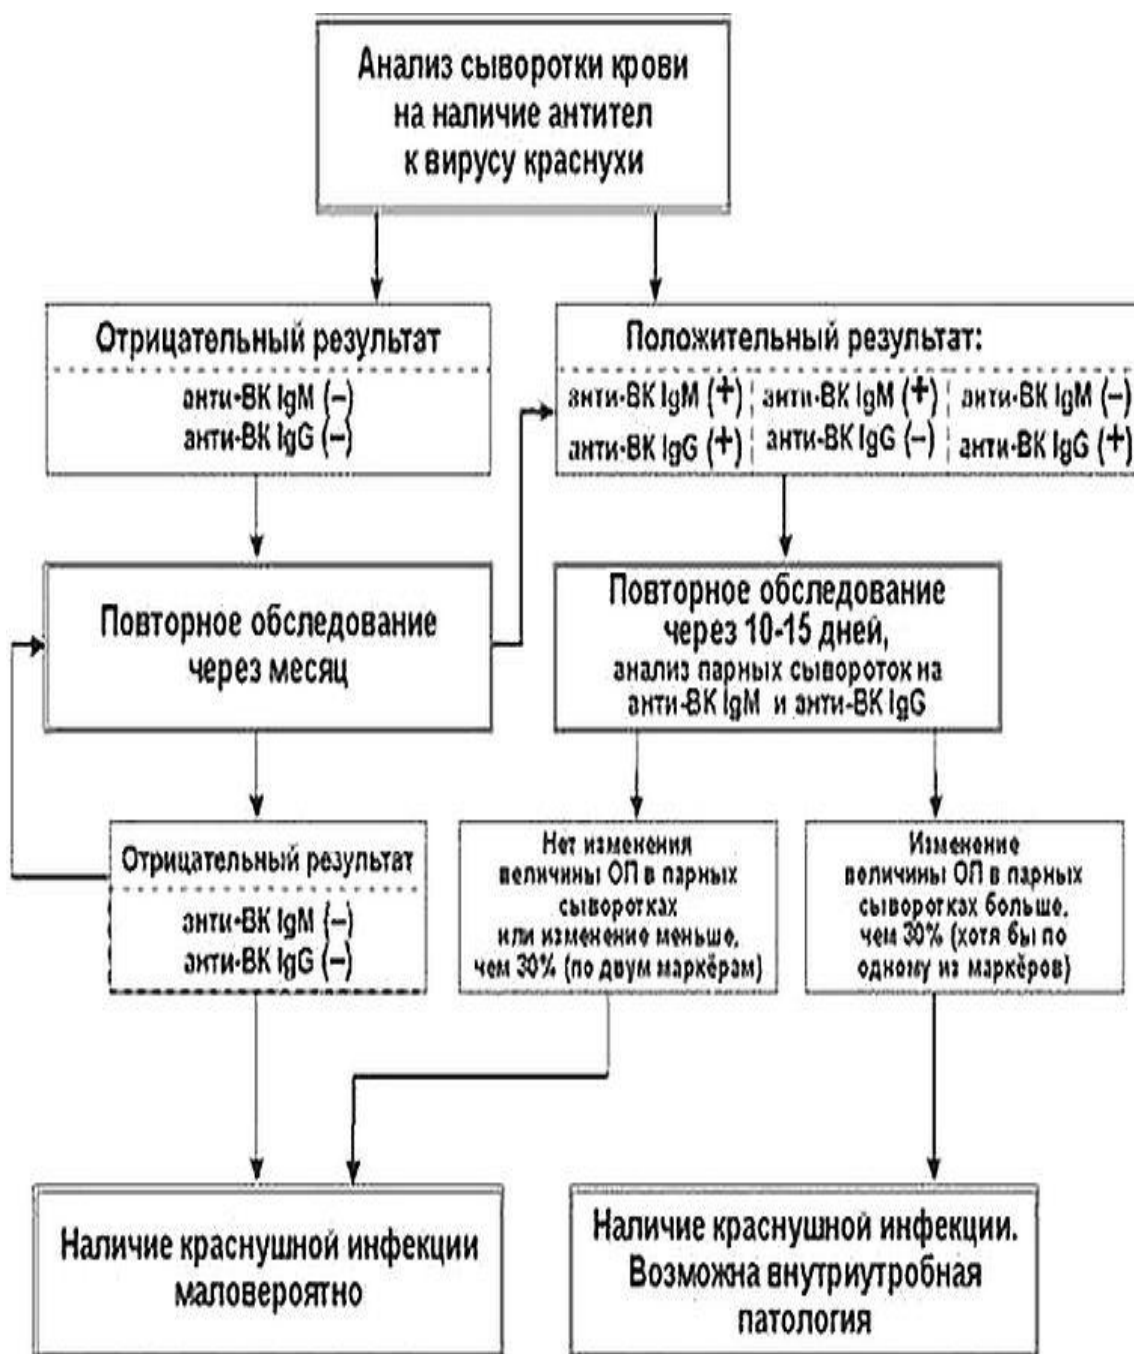 Анализ сыворотки крови
на наличие антител
к вирусу краснухи
Отрицательный результат
анти-ВК IgM (−)
анти-ВК IgG (−)
Положительный результат:
анти-ВК IgM (+)
анти-ВК IgG (+)
анти-ВК IgM (+)
анти-ВК IgG (−)
анти-ВК IgM (−)
анти-ВК IgG (+)
Повторное обследование
через месяц
Повторное обследование
через 10-15 дней,
анализ парных сывороток на
анти-ВК IgM и анти-ВК IgG
Отрицательный результат
анти-ВК IgM (−)
анти-ВК IgG (−)
Нет изменения
величины ОП в парных
сыворотках
или изменение меньше,
чем 30% (по двум маркёрам)
Изменение
величины ОП в парных
сыворотках больше,
чем 30% (хотя бы по
одному из маркёров)
Наличие краснушной инфекции
маловероятно
Наличие краснушной инфекции.
Возможна внутриутробная
патология